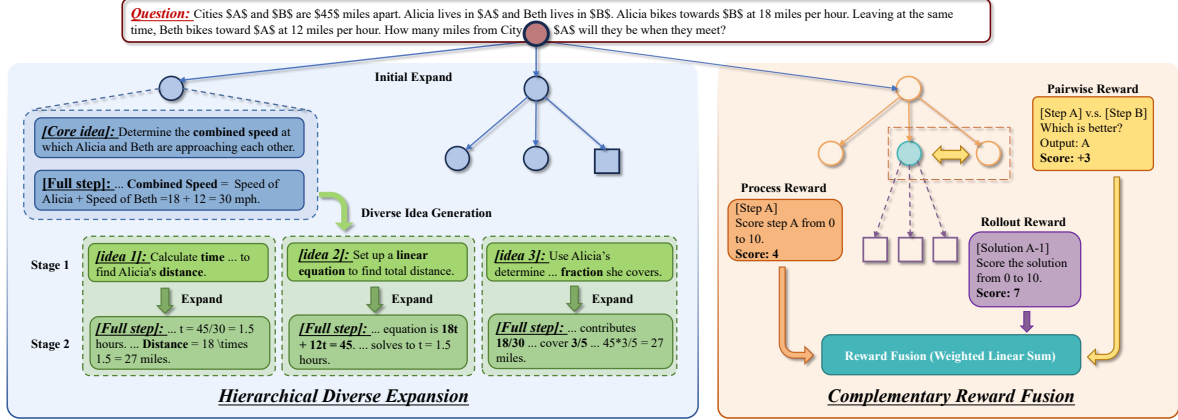 Question: Cities $A$ and $B$ are $45$ miles apart. Alicia lives in $A$ and Beth lives in $B$. Alicia bikes towards $B$ at 18 miles per hour. Leaving at the same
time, Beth bikes toward $A$ at 12 miles per hour. How many miles from City $A$ will they be when they meet?
Initial Expand
[Core idea]: Determine the combined speed at
which Alicia and Beth are approaching each other.
[Full step]: ... Combined Speed = Speed of
Alicia + Speed of Beth =18 + 12 = 30 mph.
Diverse Idea Generation
Stage 1
[idea 1]: Calculate time ... to
find Alicia's distance.
[idea 2]: Set up a linear
equation to find total distance.
[idea 3]: Use Alicia's
determine ... fraction she covers.
Expand
Expand
Expand
Stage 2
[Full step]: ... t = 45/30 = 1.5
hours. ... Distance = 18 \times
1.5 = 27 miles.
[Full step]: ... equation is 18t
+ 12t = 45. ... solves to t = 1.5
hours.
[Full step]: ... contributes
18/30 ... cover 3/5 ... 45*3/5 = 27
miles.
Hierarchical Diverse Expansion
Pairwise Reward
[Step A] v.s. [Step B]
Which is better?
Output: A
Score: +3
Process Reward
[Step A]
Score step A from 0
to 10.
Score: 4
Rollout Reward
[Solution A-1]
Score the solution
from 0 to 10.
Score: 7
Reward Fusion (Weighted Linear Sum)
Complementary Reward Fusion